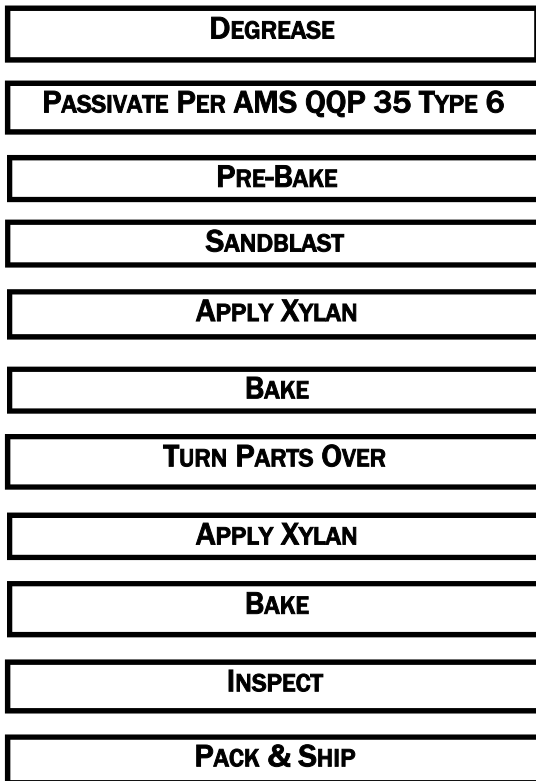 DEGREASE
PASSIVATE PER AMS QQP 35 TYPE 6
PRE-BAKE
SANDBLAST
APPLY XYLAN
BAKE
TURN PARTS OVER
APPLY XYLAN
BAKE
INSPECT
PACK & SHIP